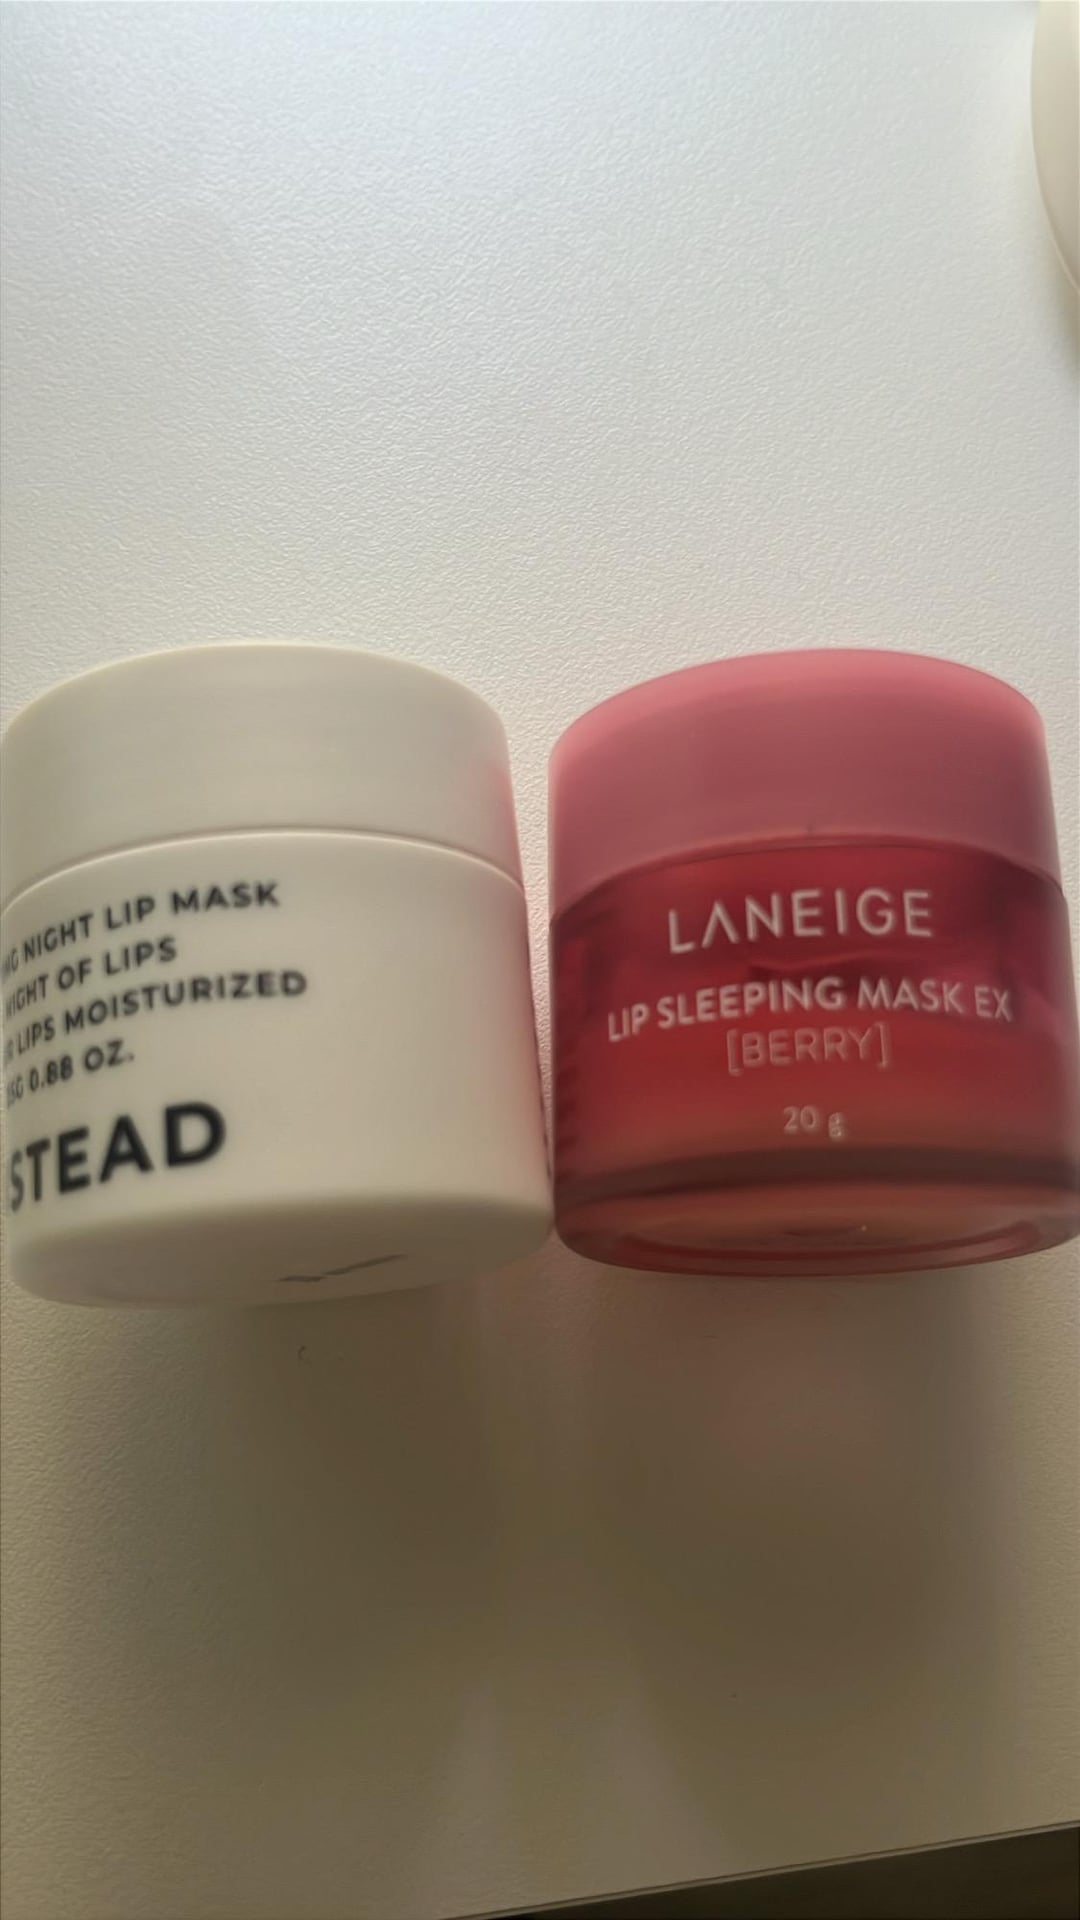 NIGHT LIP MASK
NIGHT OF LIPS
LIPS MOISTURIZED
0.88 OZ.
STEAD
LANEIGE
LIP SLEEPING MASK EX
[BERRY]
20 g